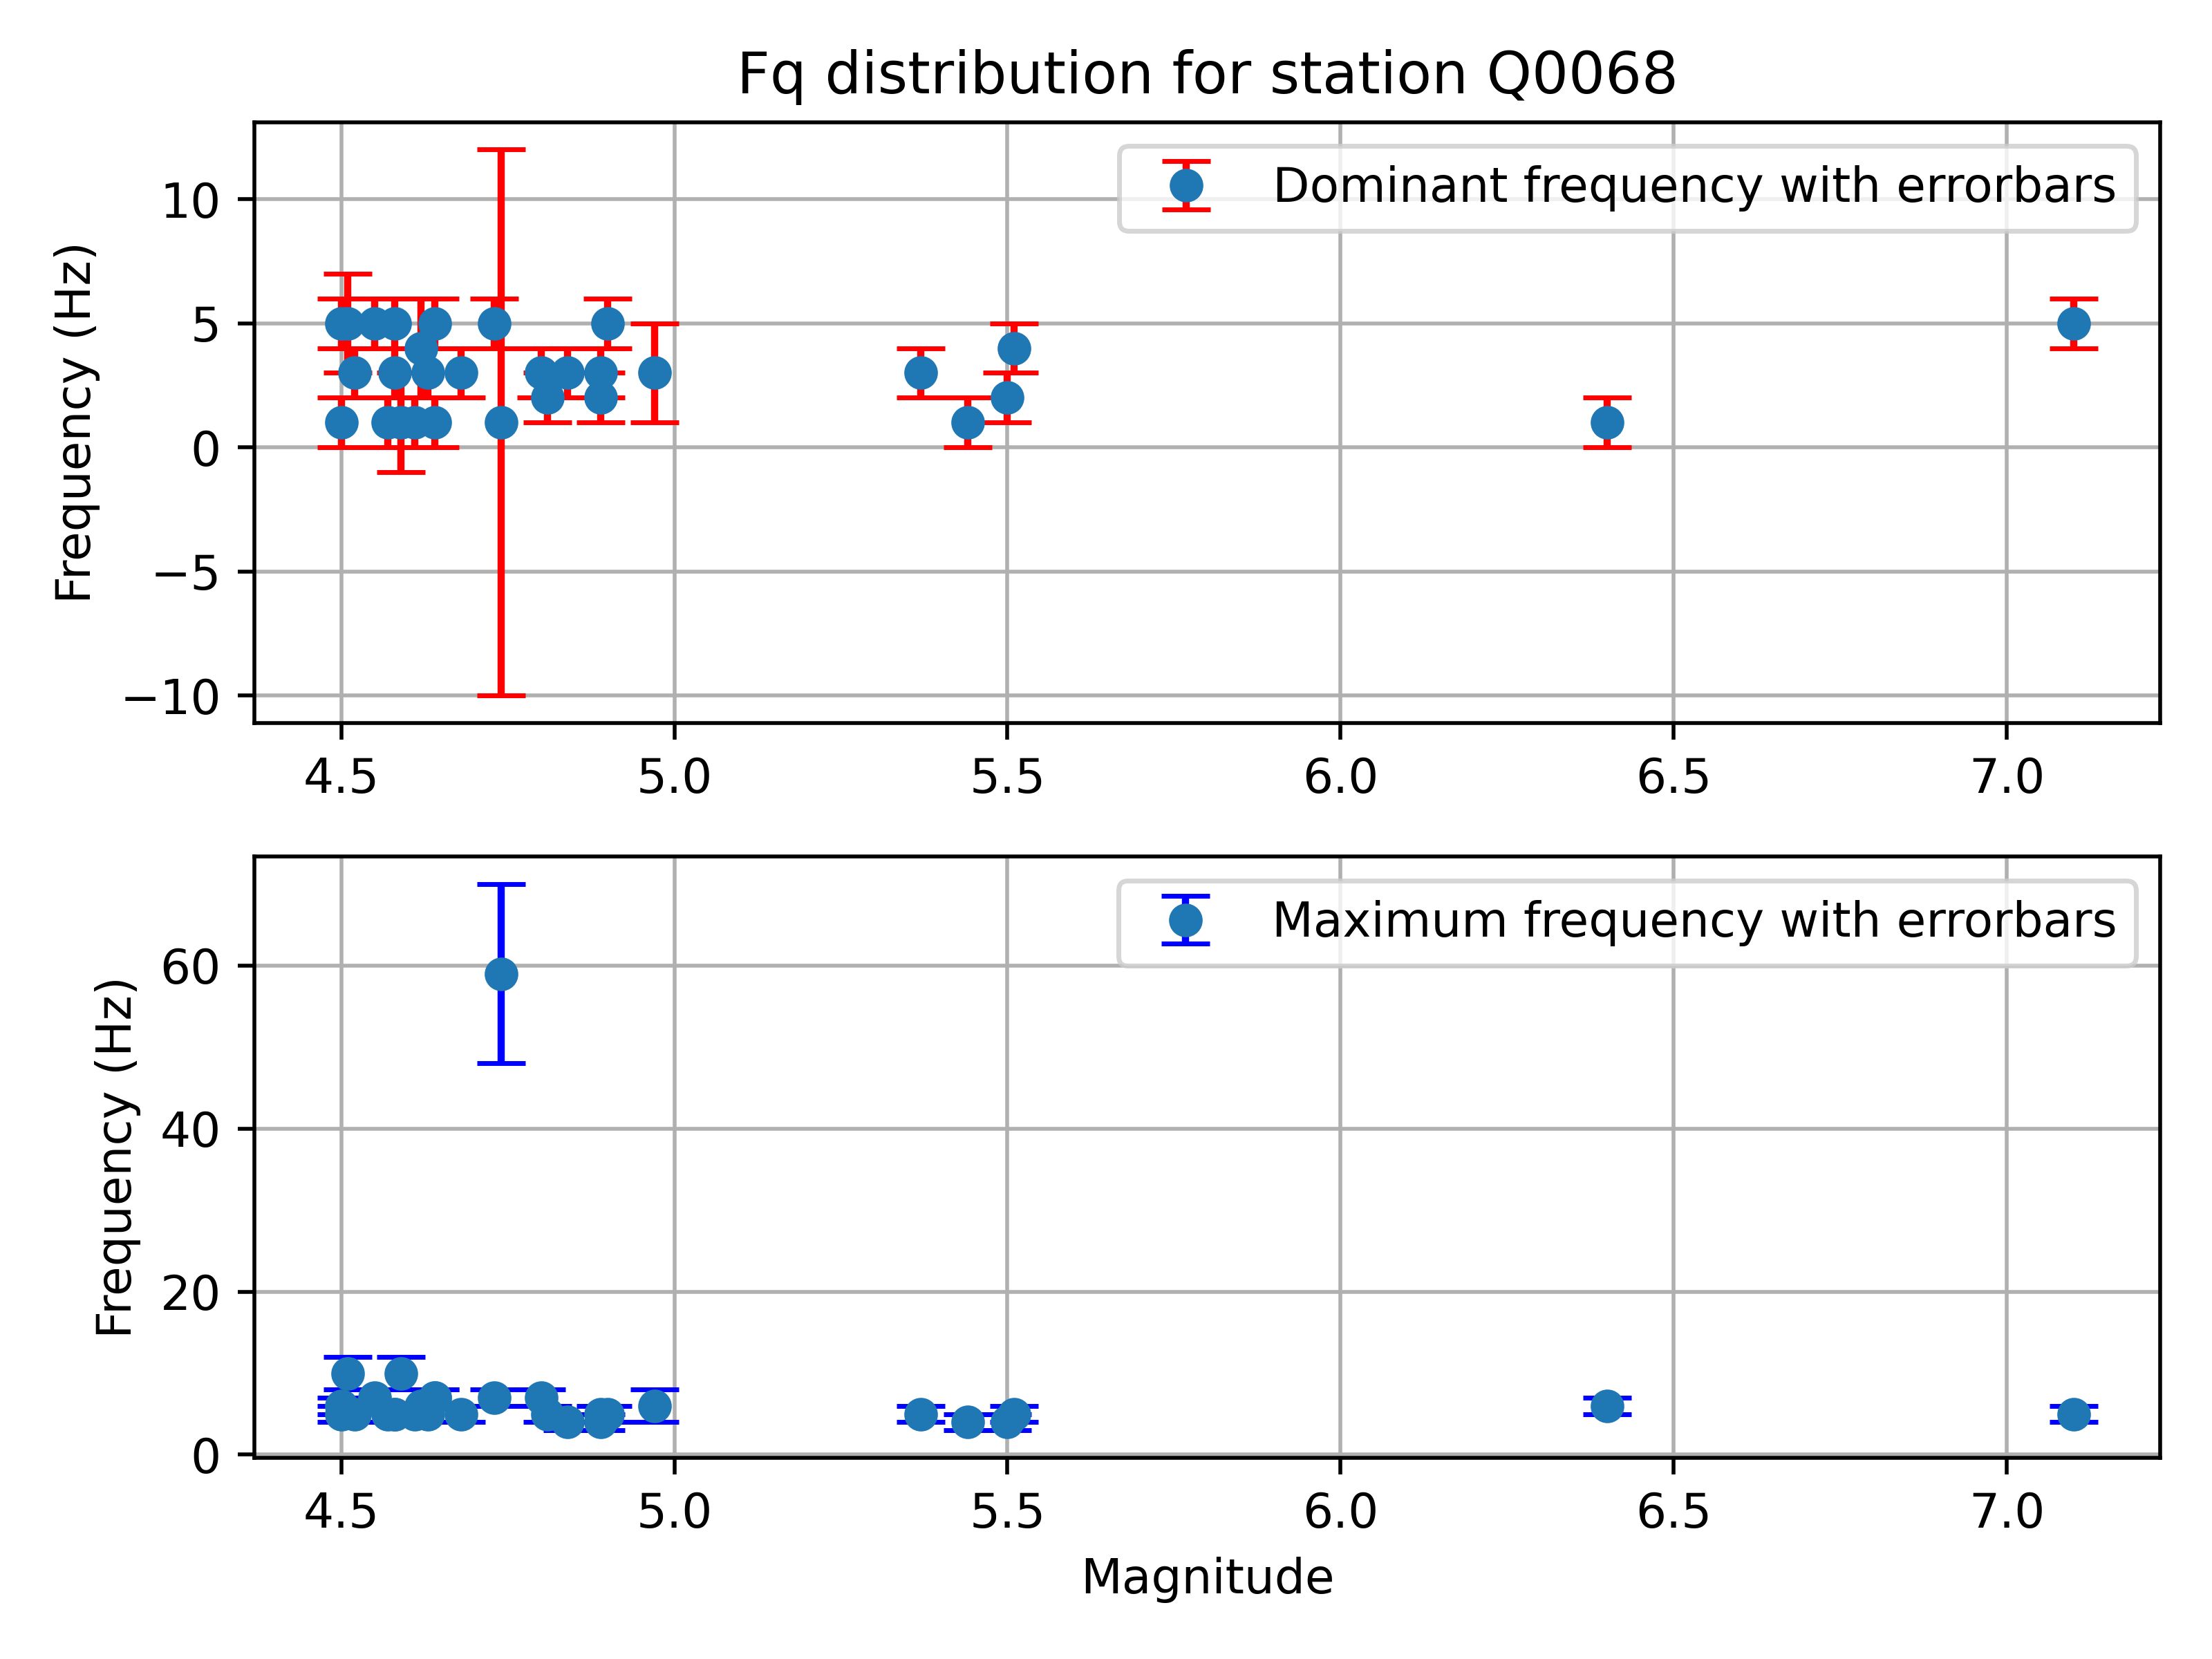 Fq distribution for station Q0068
Dominant frequency with errorbars
Frequency (Hz)
10
5
0
−5
−10
4.5 5.0 5.5 6.0 6.5 7.0
Maximum frequency with errorbars
Frequency (Hz)
60
40
20
0
4.5 5.0 5.5 6.0 6.5 7.0
Magnitude